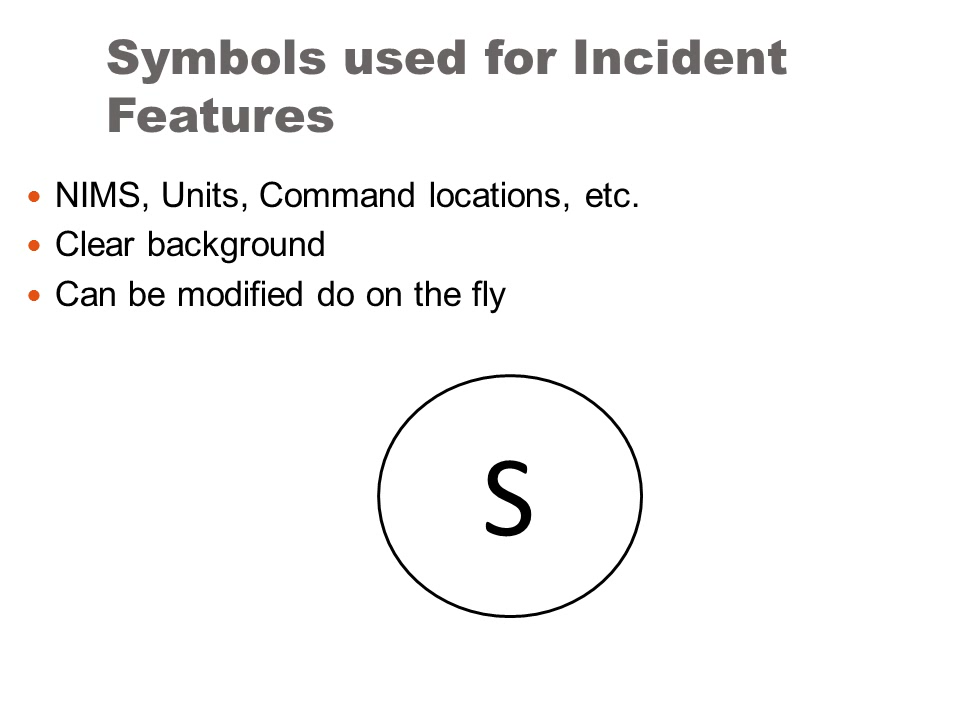 Symbols used for Incident
Features
NIMS, Units, Command locations, etc.
Clear background
Can be modified do on the fly
S